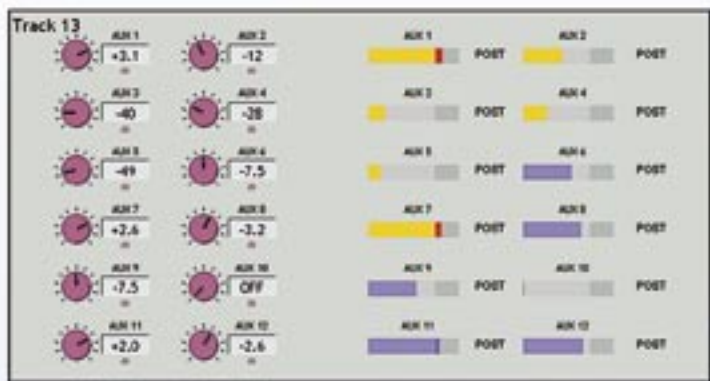 Track 13
AUX 1 AUX 2 AUX 1 AUX 2
+3.1 -12 POST POST
AUX 3 AUX 4 AUX 3 AUX 4
-40 -28 POST POST
AUX 5 AUX 6 AUX 5 AUX 6
-49 -7.5 POST POST
AUX 7 AUX 8 AUX 7 AUX 8
+2.6 -3.2 POST POST
AUX 9 AUX 10 AUX 9 AUX 10
-7.5 OFF POST POST
AUX 11 AUX 12 AUX 11 AUX 12
+2.0 -2.6 POST POST